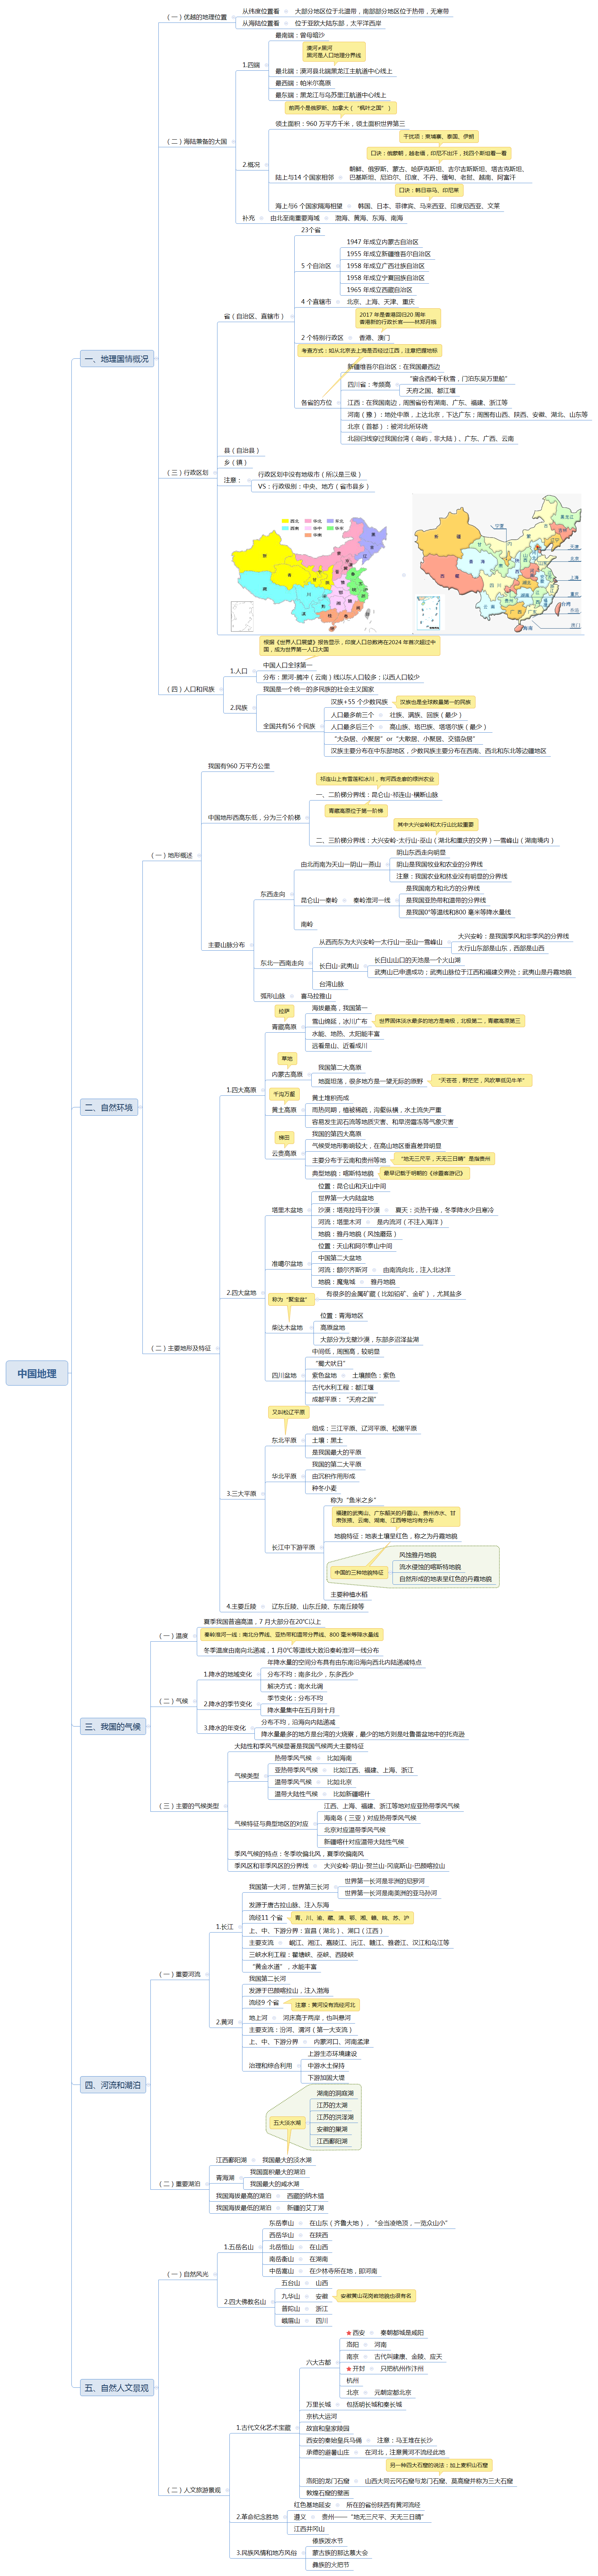 中国地理
一、地理国情概况
（一）优越的地理位置
从纬度位置看
大部分地区位于北温带，南部部分地区位于热带，无寒带
从海陆位置看
位于亚欧大陆东部，太平洋西岸
（二）海陆兼备的大国
1.四端
最南端：曾母暗沙
漠河≠黑河
黑河是人口地理分界线
最北端：漠河县北端黑龙江主航道中心线上
最西端：帕米尔高原
最东端：黑龙江与乌苏里江航道中心线上
2.概况
前两个是俄罗斯、加拿大（“枫叶之国”）
领土面积：960 万平方千米，领土面积世界第三
干扰项：柬埔寨、泰国、伊朗
口诀：俄蒙朝，越老缅，印尼不出汗，找四个斯坦看一看
陆上与14 个国家相邻
朝鲜、俄罗斯、蒙古、哈萨克斯坦、吉尔吉斯斯坦、塔吉克斯坦、
巴基斯坦、尼泊尔、印度、不丹、缅甸、老挝、越南、阿富汗
口诀：韩日菲马、印尼莱
海上与6 个国家隔海相望
韩国、日本、菲律宾、马来西亚、印度尼西亚、文莱
补充
由北至南重要海域
渤海、黄海、东海、南海
（三）行政区划
省（自治区、直辖市）
23个省
5 个自治区
1947 年成立内蒙古自治区
1955 年成立新疆维吾尔自治区
1958 年成立广西壮族自治区
1958 年成立宁夏回族自治区
1965 年成立西藏自治区
4 个直辖市
北京、上海、天津、重庆
2017 年是香港回归20 周年
香港新的行政长官——林郑月娥
2 个特别行政区
香港、澳门
考查方式：如从北京去上海是否经过江西，注意把握地标
各省的方位
新疆维吾尔自治区：在我国最西边
四川省：考频高
“窗含西岭千秋雪，门泊东吴万里船”
天府之国、都江堰
江西：在我国南边，周围省份有湖南、广东、福建、浙江等
河南（豫）：地处中原，上达北京，下达广东；周围有山西、陕西、安徽、湖北、山东等
北京（首都）：被河北所环绕
北回归线穿过我国台湾（岛屿，非大陆）、广东、广西、云南
县（自治县）
乡（镇）
注意：
行政区划中没有地级市（所以是三级）
VS：行政级别：中央、地方（省市县乡）
西北
华北
东北
西南
华中
华东
华南
（四）人口和民族
根据《世界人口展望》报告显示，印度人口总数将在2024 年首次超过中
国，成为世界第一人口大国
1.人口
中国人口全球第一
分布：黑河-腾冲（云南）线以东人口较多；以西人口较少
2.民族
我国是一个统一的多民族的社会主义国家
全国共有56 个民族
汉族+55 个少数民族
汉族也是全球数量第一的民族
人口最多前三个
壮族、满族、回族（最少）
人口最多后三个
高山族、珞巴族、塔塔尔族（最少）
“大杂居、小聚居”or“大散居、小聚居、交错杂居”
汉族主要分布在中东部地区，少数民族主要分布在西南、西北和东北等边疆地区
二、自然环境
（一）地形概述
我国有960 万平方公里
中国地形西高东低，分为三个阶梯
祁连山上有雪莲和冰川，有河西走廊的绿洲农业
一、二阶梯分界线：昆仑山-祁连山-横断山脉
青藏高原位于第一阶梯
其中大兴安岭和太行山比较重要
二、三阶梯分界线：大兴安岭-太行山-巫山（湖北和重庆的交界）—雪峰山（湖南境内）
主要山脉分布
东西走向
由北而南为天山—阴山—燕山
阴山东西走向明显
阴山是我国牧业和农业的分界线
注意：我国农业和林业没有明显的分界线
昆仑山—秦岭
秦岭淮河一线
是我国南方和北方的分界线
是我国亚热带和温带的分界线
是我国0°等温线和800 毫米等降水量线
南岭
东北—西南走向
从西而东为大兴安岭—太行山—巫山—雪峰山
大兴安岭：是我国季风和非季风的分界线
太行山东部是山东，西部是山西
长白山-武夷山
长白山山口的天池是一个火山湖
武夷山已申遗成功；武夷山脉位于江西和福建交界处；武夷山是丹霞地貌
台湾山脉
弧形山脉
喜马拉雅山
（二）主要地形及特征
1.四大高原
拉萨
青藏高原
海拔最高，我国第一
雪山绵延，冰川广布
世界固体淡水最多的地方是南极，北极第二，青藏高原第三
水能、地热、太阳能丰富
远看是山、近看成川
草地
内蒙古高原
我国第二大高原
地面坦荡，很多地方是一望无际的原野
“天苍苍，野茫茫，风吹草低见牛羊”
千沟万壑
黄土高原
黄土堆积而成
雨热同期，植被稀疏，沟壑纵横，水土流失严重
容易发生泥石流等地质灾害、和旱涝霜冻等气象灾害
梯田
云贵高原
我国的第四大高原
气候受地形影响较大，在高山地区垂直差异明显
主要分布于云南和贵州等地
“地无三尺平，天无三日晴”是指贵州
典型地貌：喀斯特地貌
最早记载于明朝的《徐霞客游记》
2.四大盆地
塔里木盆地
位置：昆仑山和天山中间
世界第一大内陆盆地
沙漠：塔克拉玛干沙漠
夏天：炎热干燥，冬季降水少且寒冷
河流：塔里木河
是内流河（不注入海洋）
地貌：雅丹地貌（风蚀蘑菇）
准噶尔盆地
位置：天山和阿尔泰山中间
中国第二大盆地
河流：额尔齐斯河
由南流向北，注入北冰洋
地貌：魔鬼城
雅丹地貌
称为“聚宝盆”
有很多的金属矿藏（比如铅矿、金矿），尤其盐多
柴达木盆地
位置：青海地区
高原盆地
大部分为戈壁沙漠，东部多沼泽盐湖
四川盆地
中间低，周围高，较明显
“蜀犬吠日”
紫色盆地
土壤颜色：紫色
古代水利工程：都江堰
成都平原：“天府之国”
3.三大平原
又叫松辽平原
东北平原
组成：三江平原、辽河平原、松嫩平原
土壤：黑土
是我国最大的平原
华北平原
我国的第二大平原
由沉积作用形成
种冬小麦
长江中下游平原
称为“鱼米之乡”
福建的武夷山、广东韶关的丹霞山、贵州赤水、甘
肃张掖、云南、湖南、江西等地均有分布
地貌特征：地表土壤呈红色，称之为丹霞地貌
中国的三种地貌特征
风蚀雅丹地貌
流水侵蚀的喀斯特地貌
自然形成的地表呈红色的丹霞地貌
主要种植水稻
4.主要丘陵
辽东丘陵、山东丘陵、东南丘陵等
三、我国的气候
（一）温度
夏季我国普遍高温，7 月大部分在20℃以上
秦岭淮河一线：南北分界线、亚热带和温带分界线、800 毫米等降水量线
冬季温度由南向北递减，1 月0℃等温线大致沿秦岭淮河一线分布
（二）气候
1.降水的地域变化
年降水量的空间分布具有由东南沿海向西北内陆递减特点
分布不均：南多北少，东多西少
解决方式：南水北调
2.降水的季节变化
季节变化：分布不均
降水量集中在五月到十月
3.降水的年变化
分布不均，沿海向内陆递减
降水量最多的地方是台湾的火烧寮，最少的地方则是吐鲁番盆地中的托克逊
（三）主要的气候类型
大陆性和季风气候显著是我国气候两大主要特征
气候类型
热带季风气候
比如海南
亚热带季风气候
比如江西、福建、上海、浙江
温带季风气候
比如北京
温带大陆性气候
比如新疆喀什
气候特征与典型地区的对应
江西、上海、福建、浙江等地对应亚热带季风气候
海南岛（三亚）对应热带季风气候
北京对应温带季风气候
新疆喀什对应温带大陆性气候
季风气候的特点：冬季吹偏北风，夏季吹偏南风
季风区和非季风区的分界线
大兴安岭-阴山-贺兰山-冈底斯山-巴颜喀拉山
四、河流和湖泊
（一）重要河流
1.长江
我国第一大河，世界第三长河
世界第一长河是非洲的尼罗河
世界第一长河是南美洲的亚马孙河
发源于唐古拉山脉，注入东海
流经11 个省
青、川、渝、藏、滇、鄂、湘、赣、皖、苏、沪
上、中、下游分界：宜昌（湖北）、湖口（江西）
主要支流
岷江、湘江、嘉陵江、沅江、赣江、雅砻江、汉江和乌江等
三峡水利工程：瞿塘峡、巫峡、西陵峡
“黄金水道”，水能丰富
2.黄河
我国第二长河
发源于巴颜喀拉山，注入渤海
流经9 个省
注意：黄河没有流经河北
地上河
河床高于两岸，也叫悬河
主要支流：汾河、渭河（第一大支流）
上、中、下游分界
内蒙河口、河南孟津
治理和综合利用
上游生态环境建设
中游水土保持
下游加固大堤
（二）重要湖泊
五大淡水湖
湖南的洞庭湖
江苏的太湖
江苏的洪泽湖
安徽的巢湖
江西鄱阳湖
江西鄱阳湖
我国最大的淡水湖
青海湖
我国面积最大的湖泊
我国最大的咸水湖
我国海拔最高的湖泊
西藏的纳木错
我国海拔最低的湖泊
新疆的艾丁湖
五、自然人文景观
（一）自然风光
1.五岳名山
东岳泰山
在山东（齐鲁大地），“会当凌绝顶，一览众山小”
西岳华山
在陕西
北岳恒山
在山西
南岳衡山
在湖南
中岳嵩山
在少林寺所在地，即河南
2.四大佛教名山
五台山
山西
九华山
安徽
安徽黄山花岗岩地貌也很有名
普陀山
浙江
峨眉山
四川
（二）人文旅游景观
1.古代文化艺术宝藏
六大古都
西安
秦朝都城是咸阳
洛阳
河南
南京
古代叫建康、金陵、应天
开封
只把杭州作汴州
杭州
北京
元朝定都北京
万里长城
包括明长城和秦长城
京杭大运河
故宫和皇家陵园
西安的秦始皇兵马俑
注意：马王堆在长沙
承德的避暑山庄
在河北，注意黄河不流经此地
另一种四大石窟的说法：加上麦积山石窟
洛阳的龙门石窟
山西大同云冈石窟与龙门石窟、莫高窟并称为三大石窟
敦煌石窟的壁画
2.革命纪念胜地
红色基地延安
所在的省份陕西有黄河流经
遵义
贵州——“地无三尺平、天无三日晴”
江西井冈山
3.民族风情和地方风俗
傣族泼水节
蒙古族的那达慕大会
彝族的火把节